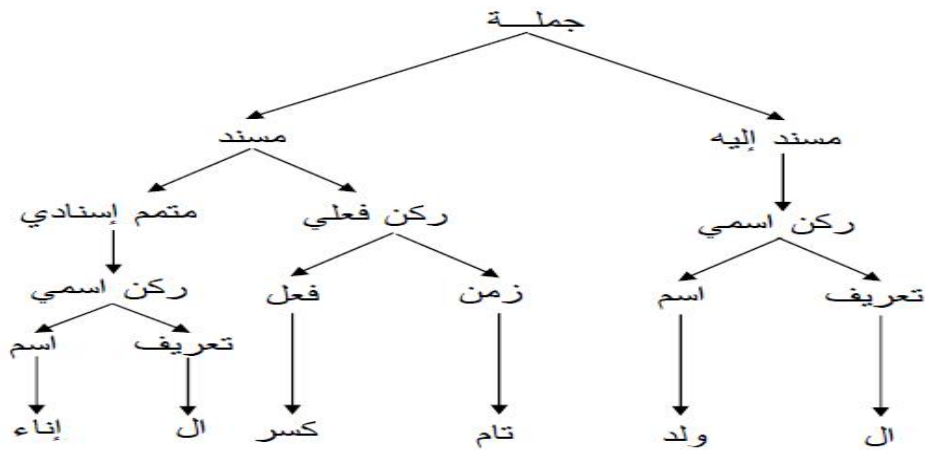 جملـــة
مسند إليه مسند
ركن اسمي ركن فعلي متمم إسنادي
تعريف اسم زمن فعل ركن اسمي
تعريف اسم
ال ولد تام كسر ال إناء